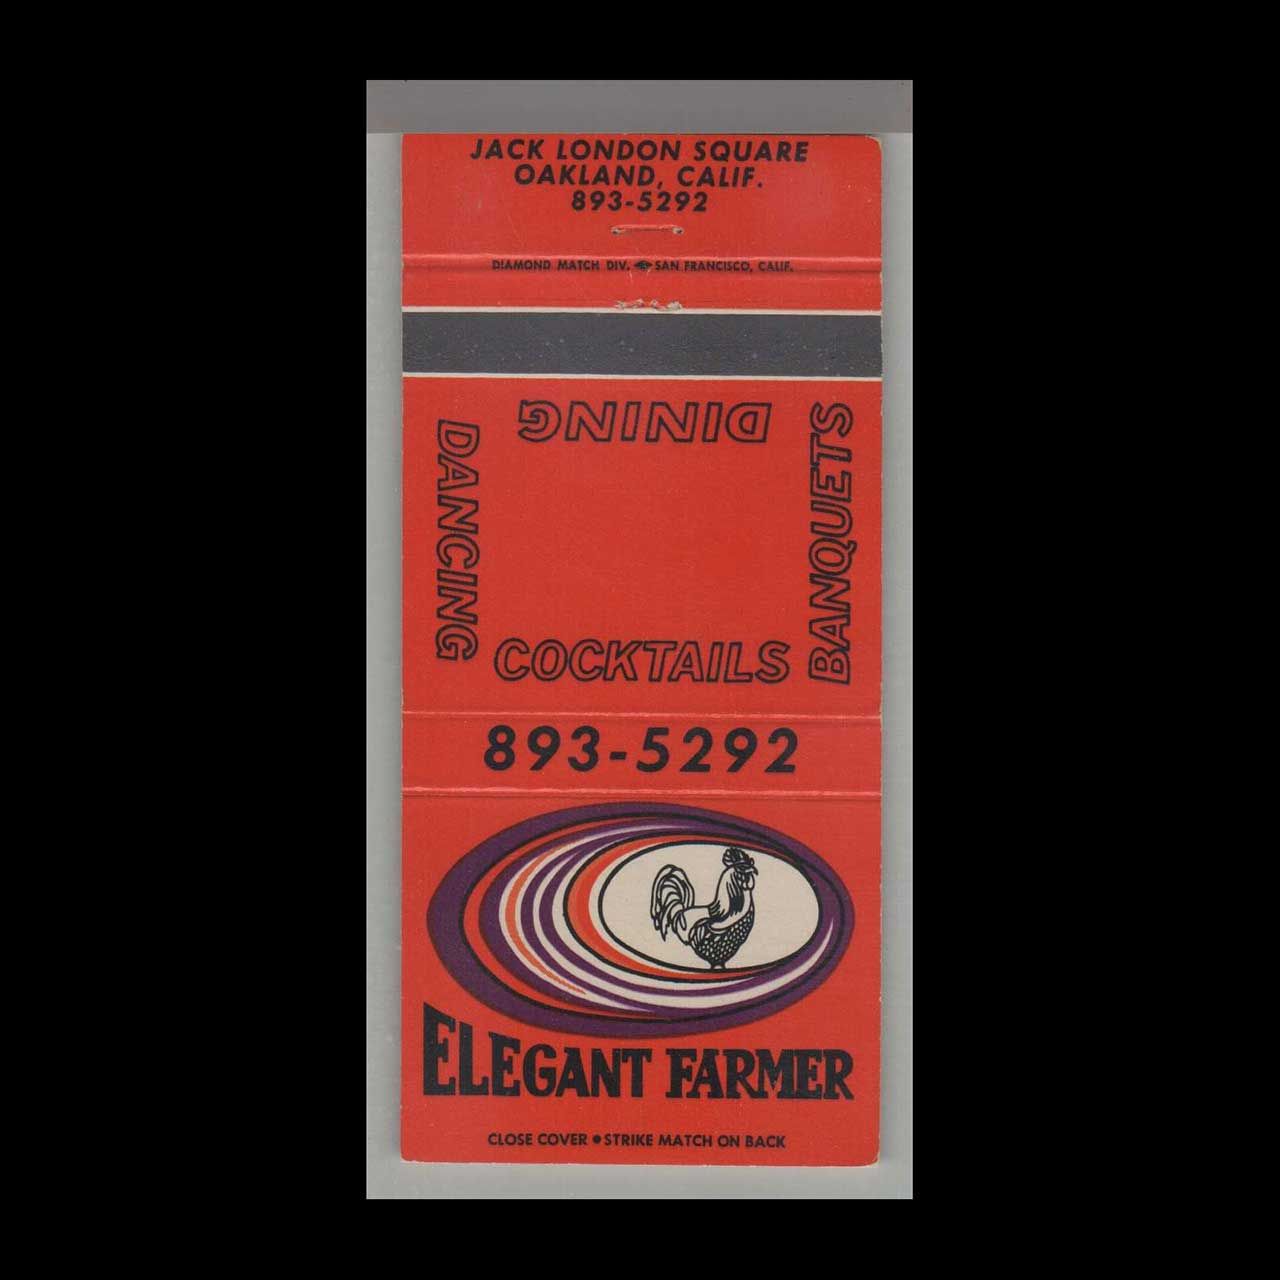 JACK LONDON SQUARE
OAKLAND, CALIF.
893-5292
DIAMOND MATCH DIV. SAN FRANCISCO, CALIF.
DINING
DANCING
BANQUETS
COCKTAILS
893-5292
ELEGANT FARMER
CLOSE COVER • STRIKE MATCH ON BACK